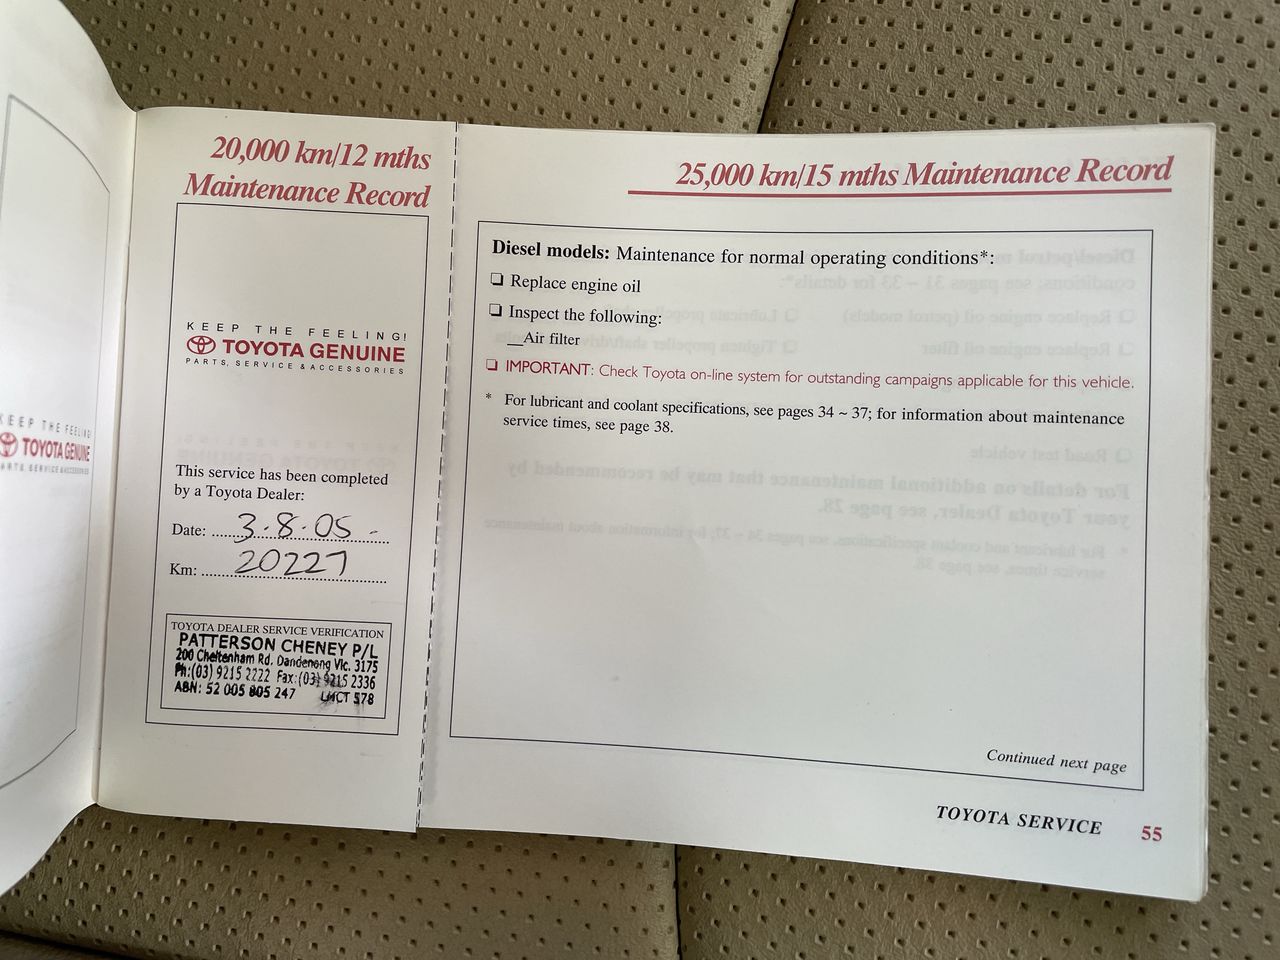 KEEP THE FEELING!
TOYOTA GENUINE
PARTS, SERVICE & ACCESSORIES
20,000 km/12 mths
Maintenance Record
KEEP THE FEELING!
TOYOTA GENUINE
PARTS, SERVICE & ACCESSORIES
This service has been completed
by a Toyota Dealer:
Date: 3.8.05
Km: 20227
TOYOTA DEALER SERVICE VERIFICATION
PATTERSON CHENEY P/L
200 Cheltenham Rd. Dandenong Vic. 3175
Ph:(03) 9215 2222 Fax:(03) 9215 2336
ABN: 52 005 805 247 LMCT 578
25,000 km/15 mths Maintenance Record
Diesel models: Maintenance for normal operating conditions*:
❏ Replace engine oil
❏ Inspect the following:
__Air filter
❏ IMPORTANT: Check Toyota on-line system for outstanding campaigns applicable for this vehicle.
* For lubricant and coolant specifications, see pages 34 ~ 37; for information about maintenance
service times, see page 38.
Continued next page
TOYOTA SERVICE 55